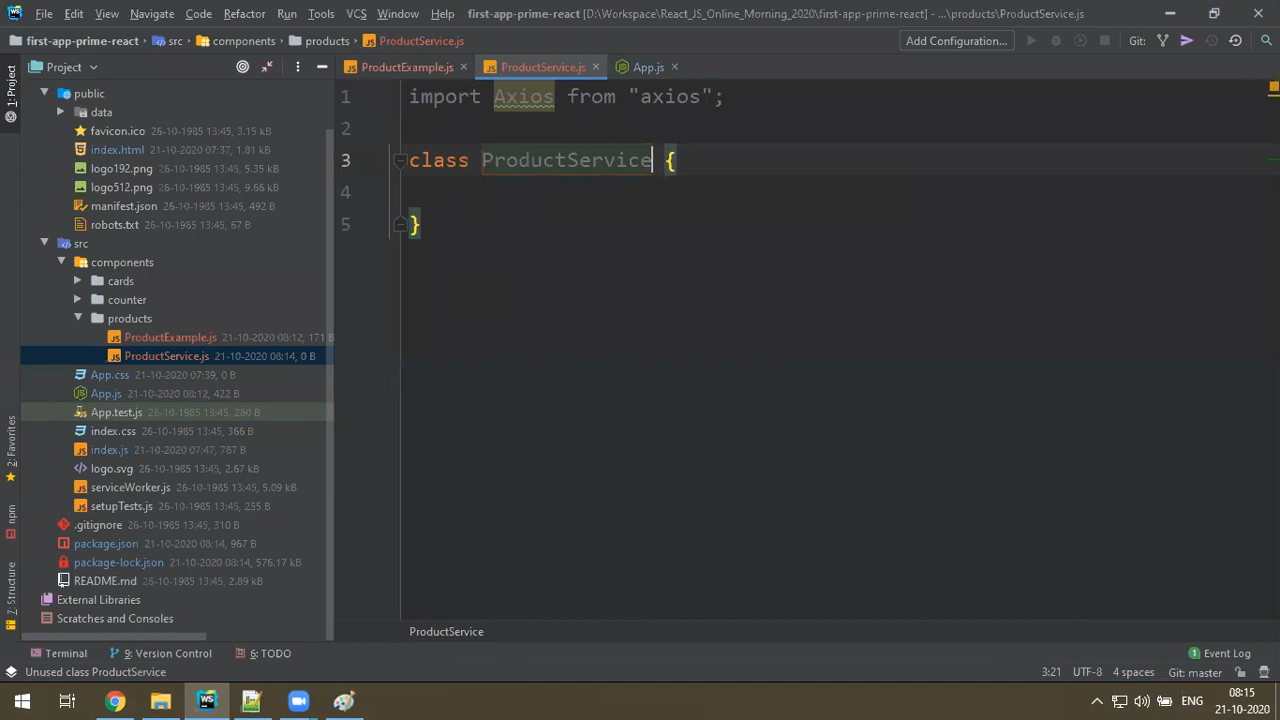 File Edit View Navigate Code Refactor Run Tools VCS Window Help first-app-prime-react [D:\Workspace\React_JS_Online_Morning_2020\first-app-prime-react] - ...\products\ProductService.js
first-app-prime-react src components products ProductService.js Add Configuration... Git:
Project ProductExample.js ProductService.js App.js
1: Project
public
data
favicon.ico 26-10-1985 13:45, 3.15 kB
index.html 21-10-2020 07:37, 1.81 kB
logo192.png 26-10-1985 13:45, 5.35 kB
logo512.png 26-10-1985 13:45, 9.66 kB
manifest.json 26-10-1985 13:45, 492 B
robots.txt 26-10-1985 13:45, 67 B
src
components
cards
counter
products
ProductExample.js 21-10-2020 08:12, 171 B
ProductService.js 21-10-2020 08:14, 0 B
App.css 21-10-2020 07:39, 0 B
App.js 21-10-2020 08:12, 422 B
App.test.js 26-10-1985 13:45, 280 B
index.css 26-10-1985 13:45, 366 B
index.js 21-10-2020 07:47, 787 B
logo.svg 26-10-1985 13:45, 2.67 kB
serviceWorker.js 26-10-1985 13:45, 5.09 kB
setupTests.js 26-10-1985 13:45, 255 B
.gitignore 26-10-1985 13:45, 310 B
package.json 21-10-2020 08:14, 967 B
package-lock.json 21-10-2020 08:14, 576.17 kB
README.md 26-10-1985 13:45, 2.89 kB
External Libraries
Scratches and Consoles
2: Favorites
npm
7: Structure
1 import Axios from "axios";
2
3 class ProductService {
4
5 }
ProductService
Terminal 9: Version Control 6: TODO 1 Event Log
Unused class ProductService 3:21 UTF-8 4 spaces Git: master
WS ENG 08:15
21-10-2020